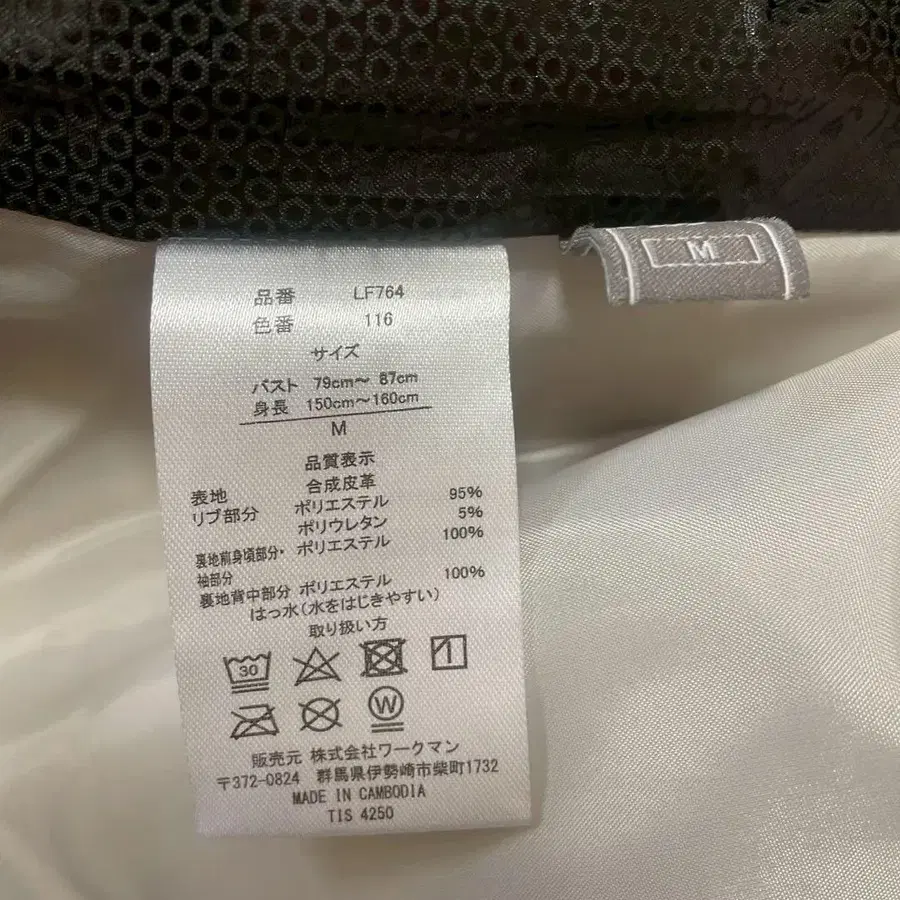 M
品番 LF764
色番 116
サイズ
バスト 79cm～ 87cm
身長 150cm～160cm
M
品質表示
表地 合成皮革
リブ部分 ポリエステル 95%
ポリウレタン 5%
裏地前身頃部分・ ポリエステル 100%
袖部分
裏地背中部分 ポリエステル 100%
はっ水(水をはじきやすい)
取り扱い方
30
W
販売元 株式会社ワークマン
〒372-0824 群馬県伊勢崎市柴町1732
MADE IN CAMBODIA
TIS 4250